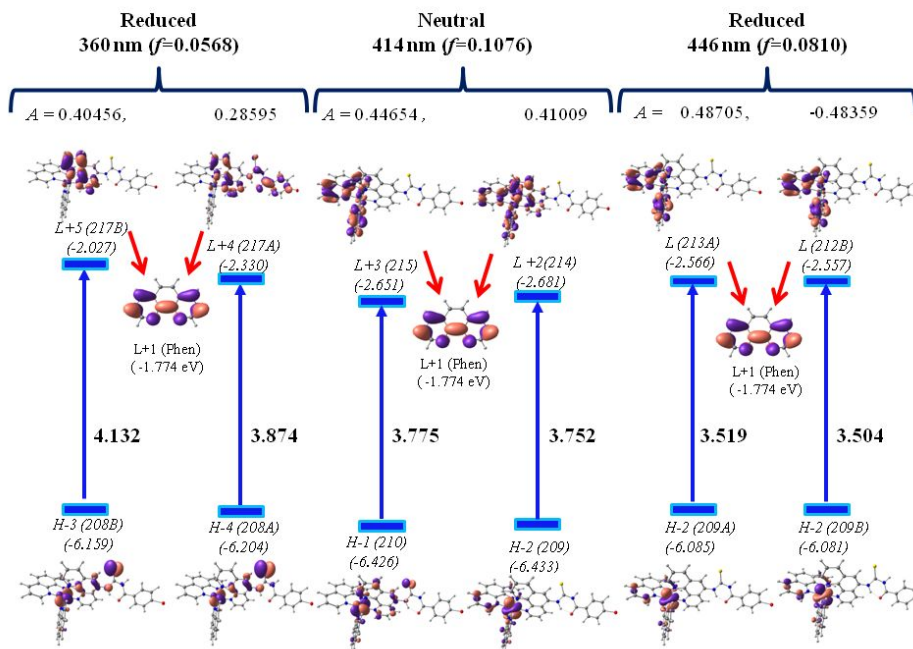 Reduced
360 nm (f=0.0568)
Neutral
414 nm (f=0.1076)
Reduced
446 nm (f=0.0810)
A = 0.40456, 0.28595
A = 0.44654 , 0.41009
A = 0.48705, -0.48359
L+5 (217B)
(-2.027)
L+4 (217A)
(-2.330)
L+3 (215)
(-2.651)
L +2(214)
(-2.681)
L (213A)
(-2.566)
L (212B)
(-2.557)
L+1 (Phen)
( -1.774 eV)
L+1 (Phen)
( -1.774 eV)
L+1 (Phen)
( -1.774 eV)
4.132
3.874
3.775
3.752
3.519
3.504
H-3 (208B)
(-6.159)
H-4 (208A)
(-6.204)
H-1 (210)
(-6.426)
H-2 (209)
(-6.433)
H-2 (209A)
(-6.085)
H-2 (209B)
(-6.081)